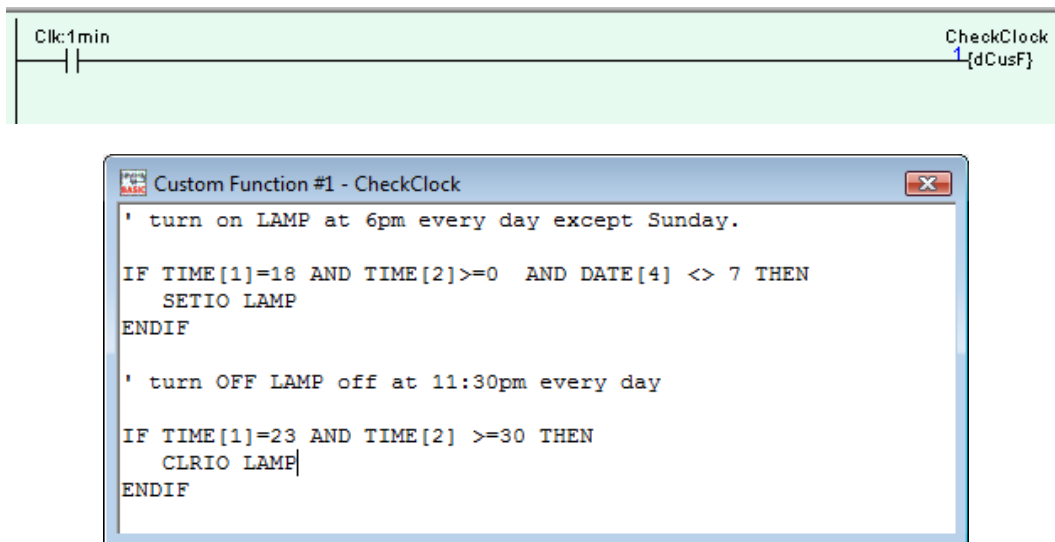 Clk:1min
CheckClock
1 {dCusF}
BASIC Custom Function #1 - CheckClock
' turn on LAMP at 6pm every day except Sunday.
IF TIME[1]=18 AND TIME[2]>=0  AND DATE[4] <> 7 THEN
   SETIO LAMP
ENDIF
' turn OFF LAMP off at 11:30pm every day
IF TIME[1]=23 AND TIME[2] >=30 THEN
   CLRIO LAMP
ENDIF